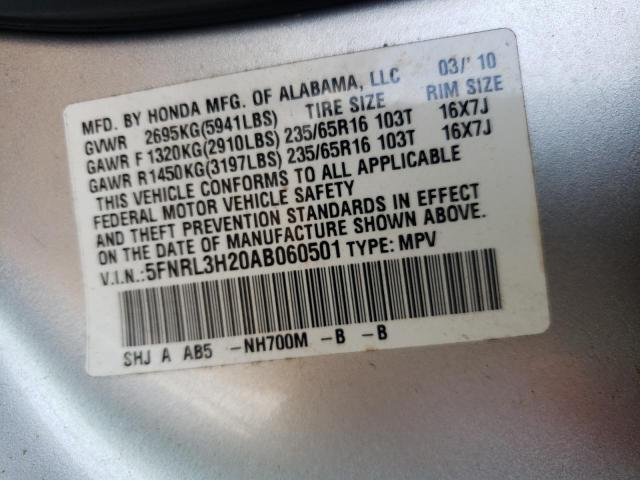 MFD. BY HONDA MFG. OF ALABAMA, LLC 03/'10
GVWR 2695KG(5941LBS) TIRE SIZE RIM SIZE
GAWR F1320KG(2910LBS) 235/65R16 103T 16X7J
GAWR R1450KG(3197LBS) 235/65R16 103T 16X7J
THIS VEHICLE CONFORMS TO ALL APPLICABLE
FEDERAL MOTOR VEHICLE SAFETY
AND THEFT PREVENTION STANDARDS IN EFFECT
ON THE DATE OF MANUFACTURE SHOWN ABOVE.
V.I.N.:5FNRL3H20AB060501 TYPE: MPV
SHJ A AB5 -NH700M -B -B